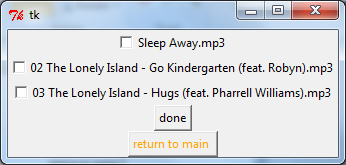 tk
Sleep Away.mp3
02 The Lonely Island - Go Kindergarten (feat. Robyn).mp3
03 The Lonely Island - Hugs (feat. Pharrell Williams).mp3
done
return to main